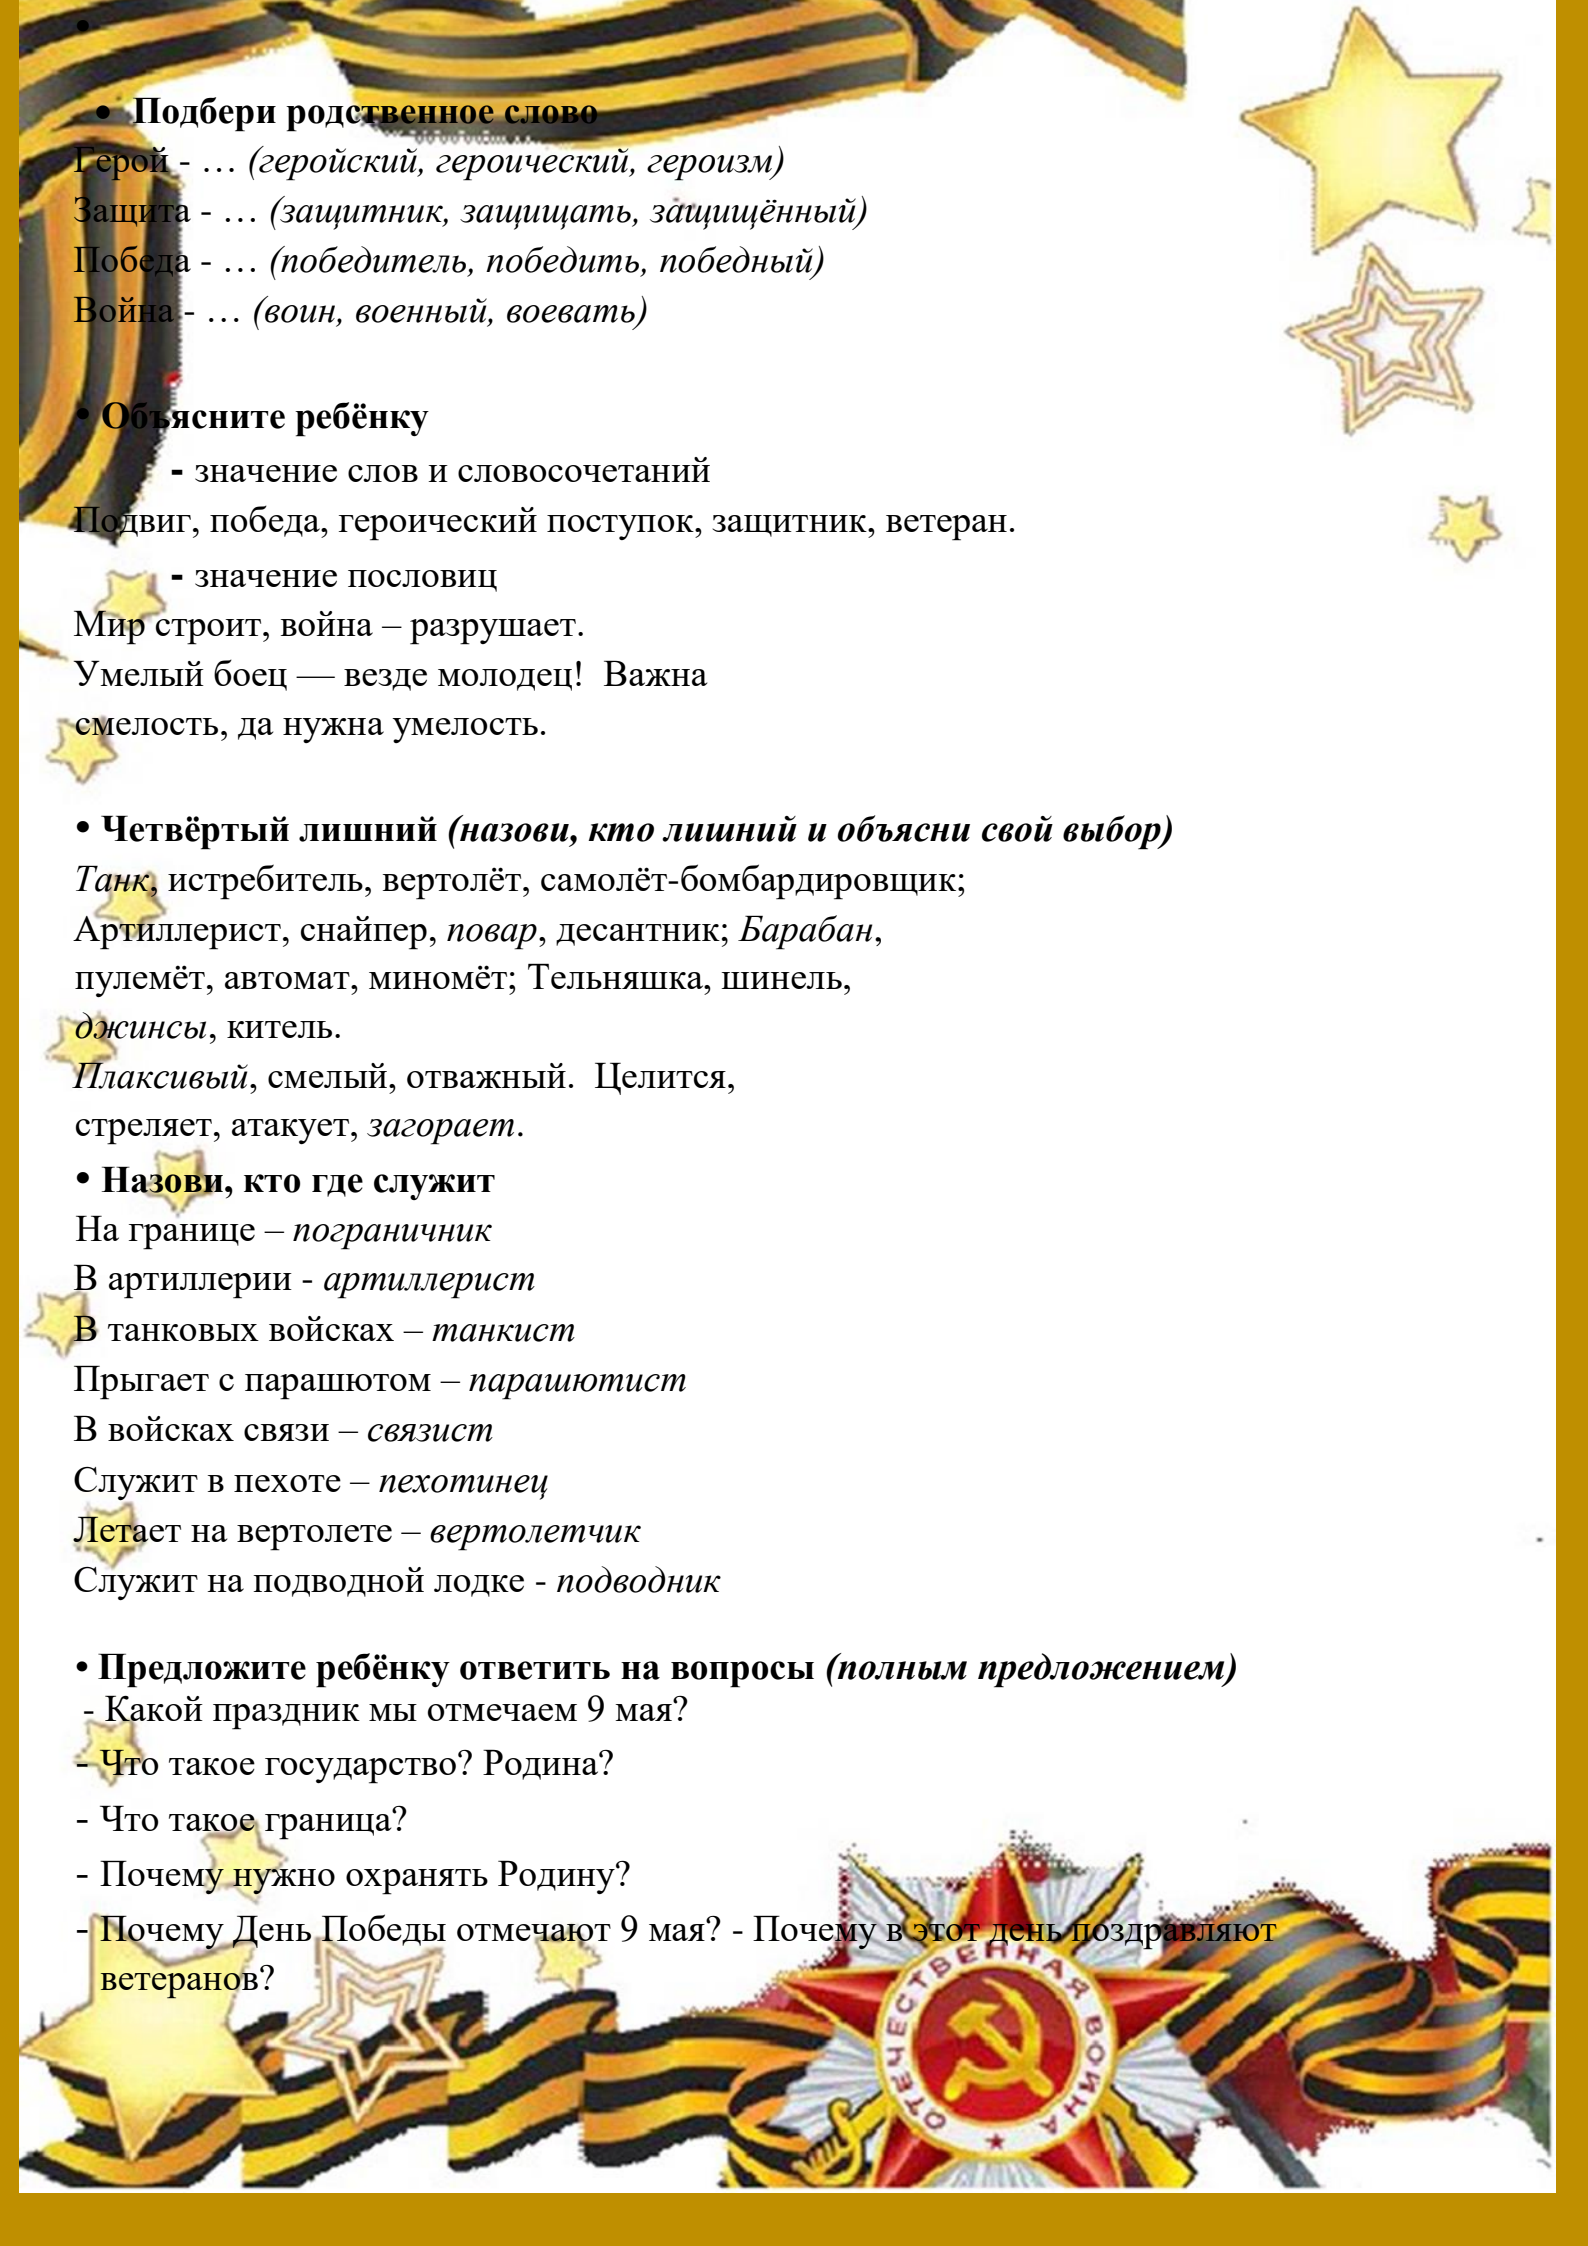 •
• Подбери родственное слово
Герой - … (геройский, героический, героизм)
Защита - … (защитник, защищать, защищённый)
Победа - … (победитель, победить, победный)
Война - … (воин, военный, воевать)
• Объясните ребёнку
- значение слов и словосочетаний
Подвиг, победа, героический поступок, защитник, ветеран.
- значение пословиц
Мир строит, война – разрушает.
Умелый боец — везде молодец! Важна
смелость, да нужна умелость.
• Четвёртый лишний (назови, кто лишний и объясни свой выбор)
Танк, истребитель, вертолёт, самолёт-бомбардировщик;
Артиллерист, снайпер, повар, десантник; Барабан,
пулемёт, автомат, миномёт; Тельняшка, шинель,
джинсы, китель.
Плаксивый, смелый, отважный. Целится,
стреляет, атакует, загорает.
• Назови, кто где служит
На границе – пограничник
В артиллерии - артиллерист
В танковых войсках – танкист
Прыгает с парашютом – парашютист
В войсках связи – связист
Служит в пехоте – пехотинец
Летает на вертолете – вертолетчик
Служит на подводной лодке - подводник
• Предложите ребёнку ответить на вопросы (полным предложением)
- Какой праздник мы отмечаем 9 мая?
- Что такое государство? Родина?
- Что такое граница?
- Почему нужно охранять Родину?
- Почему День Победы отмечают 9 мая? - Почему в этот день поздравляют
ветеранов?
ОТЕЧЕСТВЕННАЯ ВОЙНА